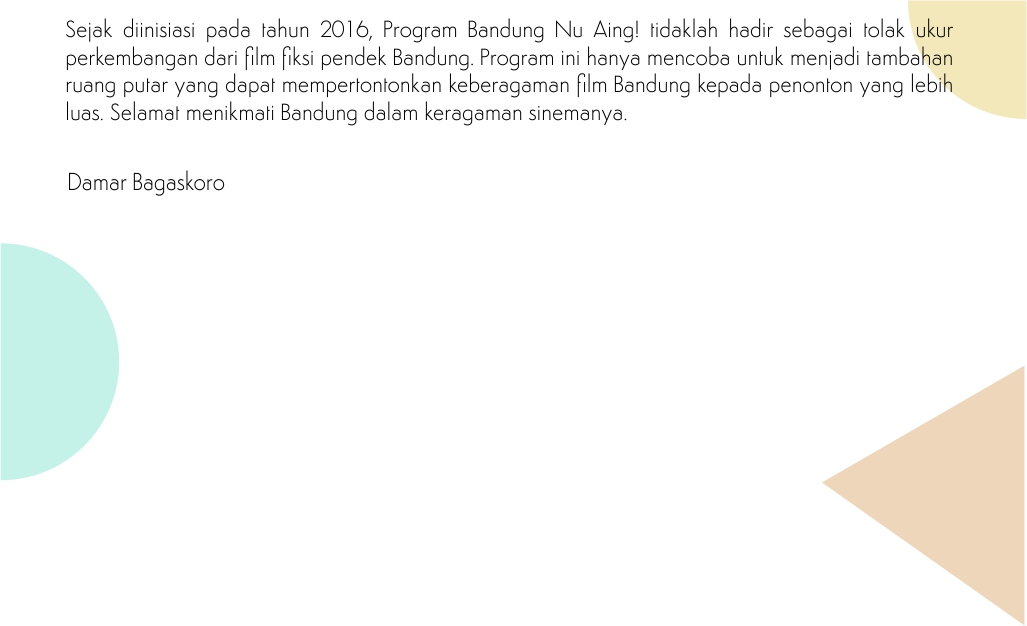 Sejak diinisiasi pada tahun 2016, Program Bandung Nu Aing! tidaklah hadir sebagai tolak ukur
perkembangan dari film fiksi pendek Bandung. Program ini hanya mencoba untuk menjadi tambahan
ruang putar yang dapat mempertontonkan keberagaman film Bandung kepada penonton yang lebih
luas. Selamat menikmati Bandung dalam keragaman sinemanya.
Damar Bagaskoro